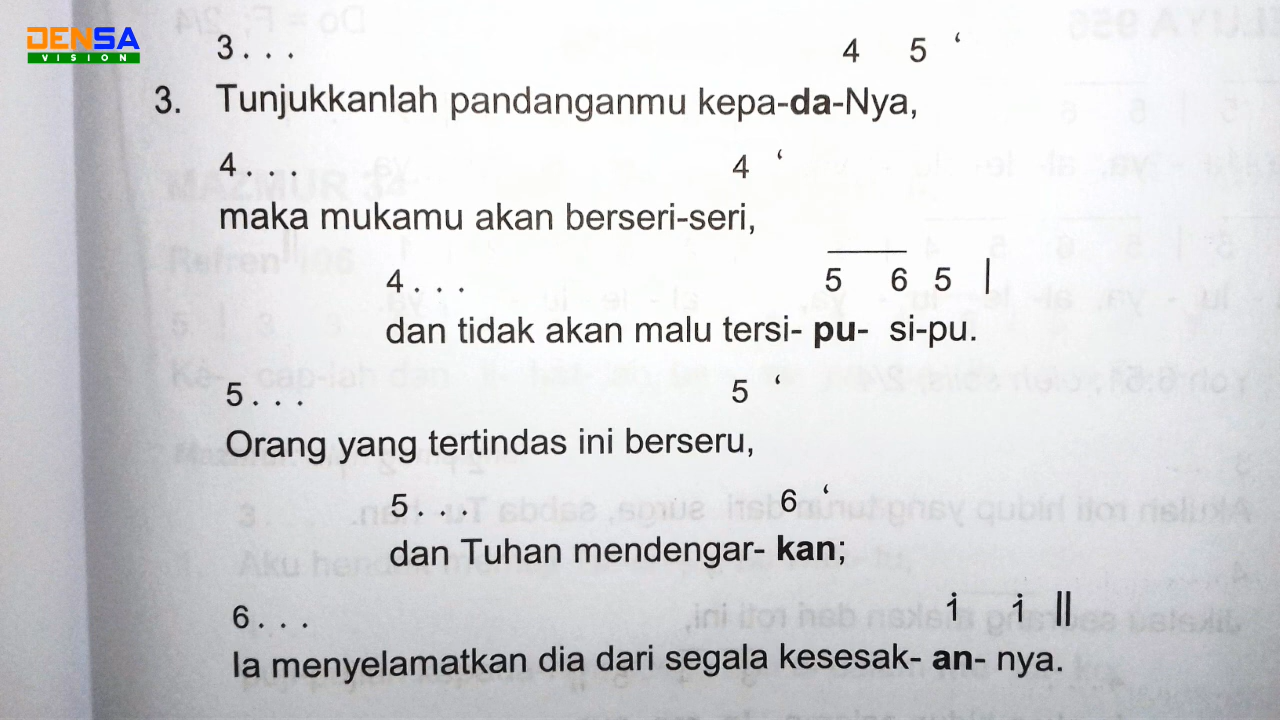 DENSA
VISION
3 . . . 4 5 ‘
3. Tunjukkanlah pandanganmu kepa-da-Nya,
4 . . . 4 ‘
maka mukamu akan berseri-seri,
4 . . . 5 6 5 |
dan tidak akan malu tersi- pu- si-pu.
5 . . . 5 ‘
Orang yang tertindas ini berseru,
5 . . . 6 ‘
dan Tuhan mendengar- kan;
6 . . . i i ||
Ia menyelamatkan dia dari segala kesesak- an- nya.